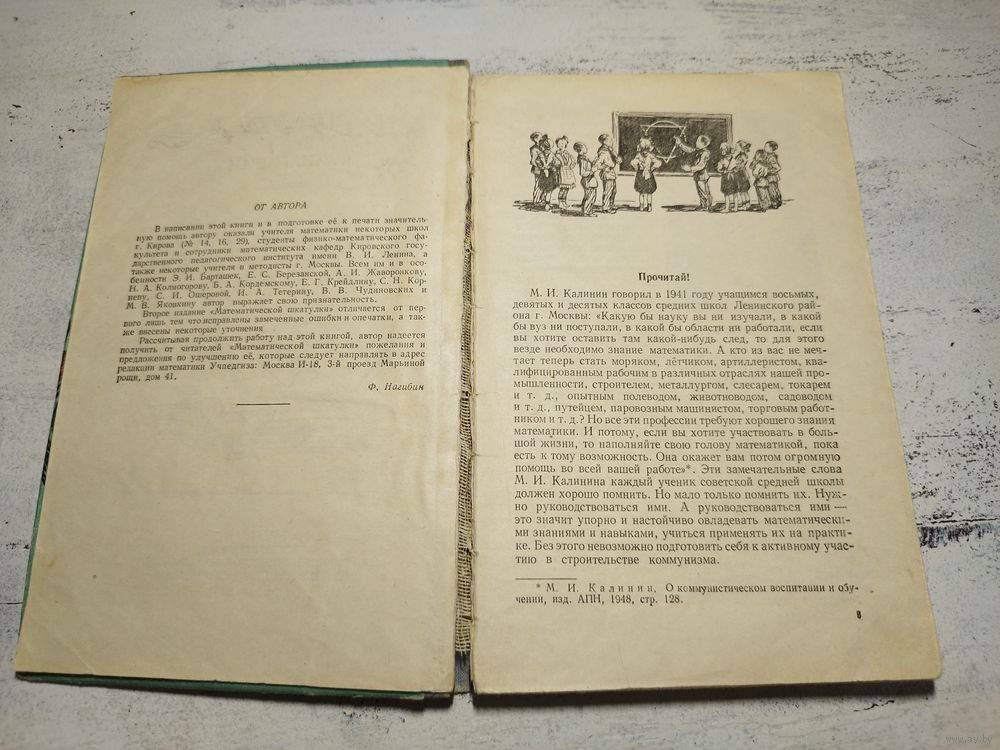 ОТ АВТОРА
В написании этой книги и в подготовке её к печати значитель-
ную помощь автору оказали учителя математики некоторых школ
г. Кирова (№ 14, 16, 29), студенты физико-математического фа-
культета и сотрудники математических кафедр Кировского госу-
дарственного педагогического института имени В. И. Ленина, а
также некоторые учителя и методисты г. Москвы. Всем им и в осо-
бенности Э. И. Барташек, Е. С. Березанской, А. И. Жаворонкову,
Н. А. Колмогорову, Б. А. Кордемскому, Е. Г. Крейдлину, С. Н. Кор-
неву, С. И. Ошеровой, И. А. Тетерину, В. В. Чудиновских и
М. В. Яковкину автор выражает свою признательность.
Второе издание «Математической шкатулки» отличается от пер-
вого лишь тем что исправлены замеченные ошибки и опечатки, а так-
же внесены некоторые уточнения
Рассчитывая продолжить работу над этой книгой, автор надеется
получить от читателей «Математической шкатулки» пожелания и
предложения по улучшению её, которые следует направлять в адрес
редакции математики Учпедгиза: Москва И-18, 3-й проезд Марьиной
рощи, дом 41.
Ф. Нагибин
Прочитай!
М. И. Калинин говорил в 1941 году учащимся восьмых,
девятых и десятых классов средних школ Ленинского рай-
она г. Москвы: «Какую бы науку вы ни изучали, в какой
бы вуз ни поступали, в какой бы области ни работали, если
вы хотите оставить там какой-нибудь след, то для этого
везде необходимо знание математики. А кто из вас не меч-
тает теперь стать моряком, лётчиком, артиллеристом, ква-
лифицированным рабочим в различных отраслях нашей про-
мышленности, строителем, металлургом, слесарем, токарем
и т. д., опытным полеводом, животноводом, садоводом
и т. д., путейцем, паровозным машинистом, торговым работ-
ником и т. д.? Но все эти профессии требуют хорошего знания
математики. И потому, если вы хотите участвовать в боль-
шой жизни, то наполняйте свою голову математикой, пока
есть к тому возможность. Она окажет вам потом огромную
помощь во всей вашей работе»*. Эти замечательные слова
М. И. Калинина каждый ученик советской средней школы
должен хорошо помнить. Но мало только помнить их. Нуж-
но руководствоваться ими. А руководствоваться ими —
это значит упорно и настойчиво овладевать математически-
ми знаниями и навыками, учиться применять их на практи-
ке. Без этого невозможно подготовить себя к активному учас-
тию в строительстве коммунизма.
* М. И. Калинин, О коммунистическом воспитании и обу-
чении, изд. АПН, 1948, стр. 128.
www.ay.by